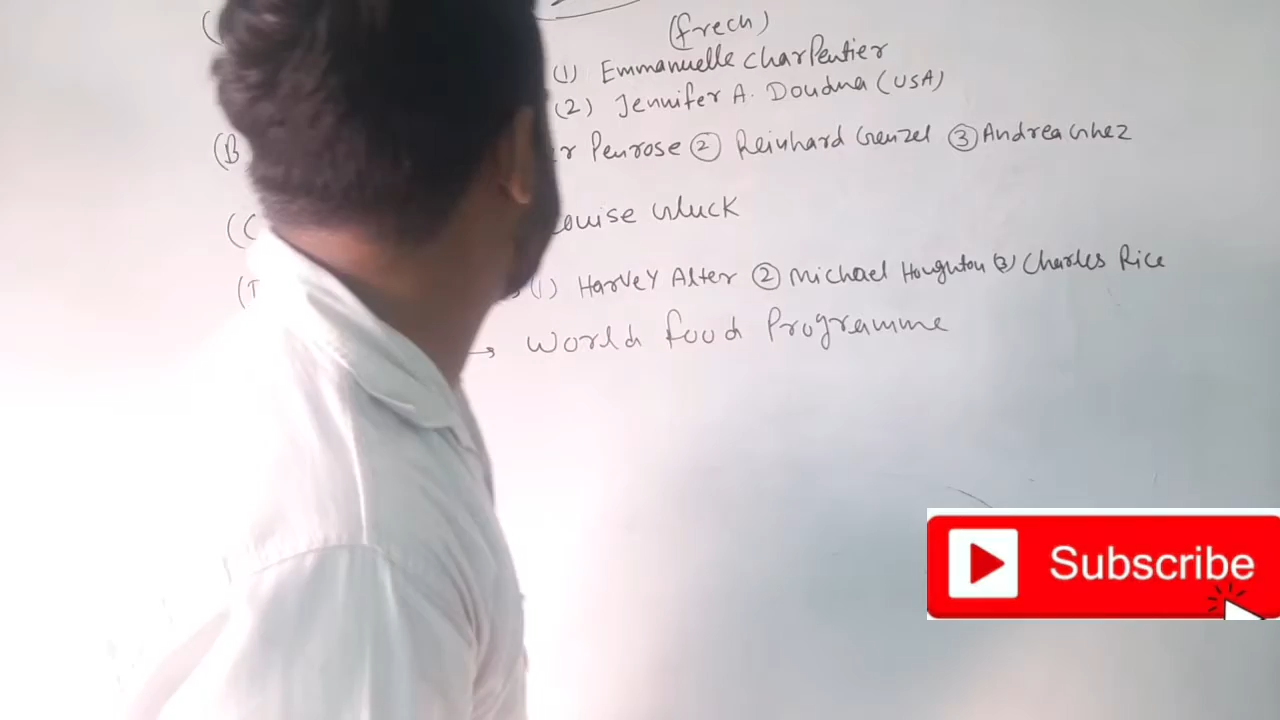 (frech)
(1) Emmanuelle Charpentier
(2) Jennifer A. Doudna (USA)
(B r Penrose ② Reinhard Genzel ③ Andrea Ghez
(C ouise Gluck
(1) Harvey Alter ② Michael Houghton ③ Charles Rice
→ World food Programme
Subscribe